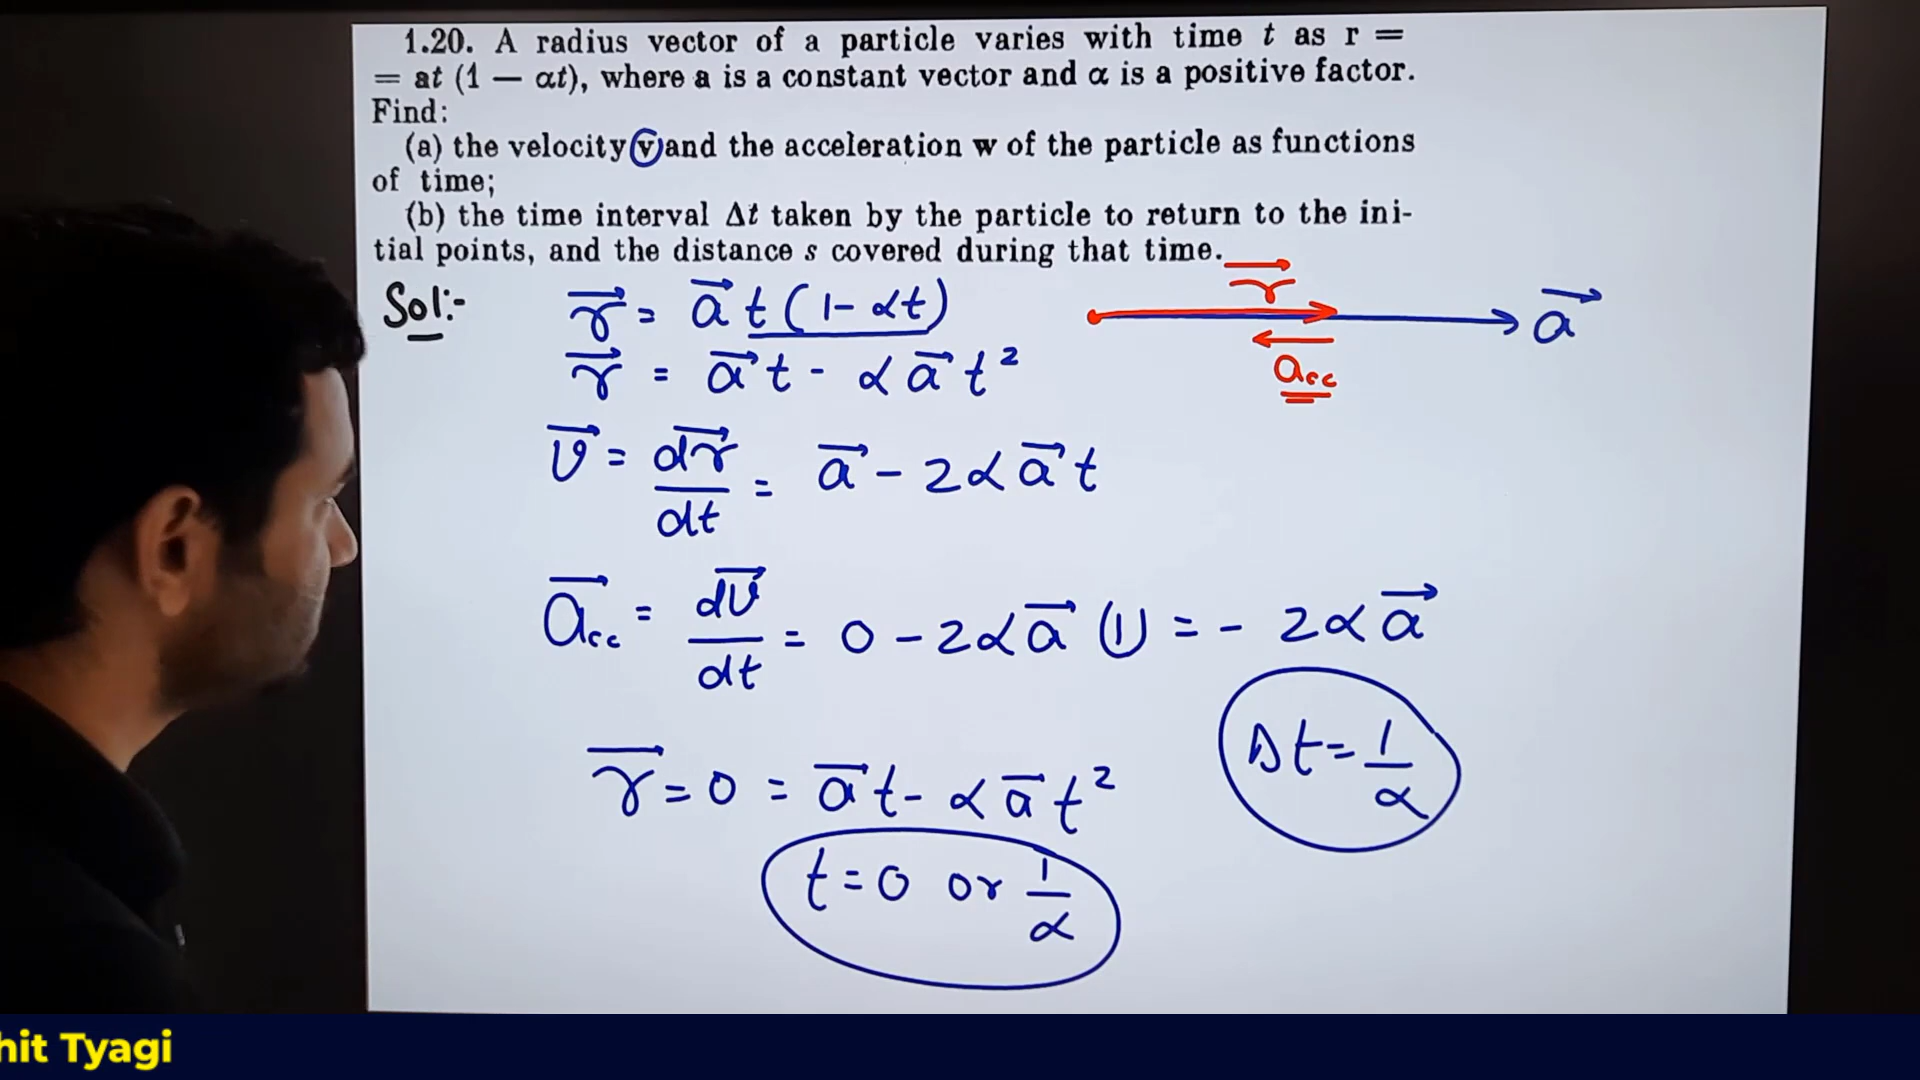 1.20. A radius vector of a particle varies with time t as r =
= at (1 — αt), where a is a constant vector and α is a positive factor.
Find:
(a) the velocity v and the acceleration w of the particle as functions
of time;
(b) the time interval Δt taken by the particle to return to the ini-
tial points, and the distance s covered during that time.
Sol:-
r⃗ = a⃗ t (1 - αt)
r⃗
a⃗
r⃗ = a⃗ t - α a⃗ t²
acc
v⃗ = dr⃗/dt = a⃗ - 2α a⃗ t
a⃗cc = dv⃗/dt = 0 - 2α a⃗ (1) = - 2α a⃗
Δt = 1/α
r⃗ = 0 = a⃗ t - α a⃗ t²
t = 0 or 1/α
hit Tyagi